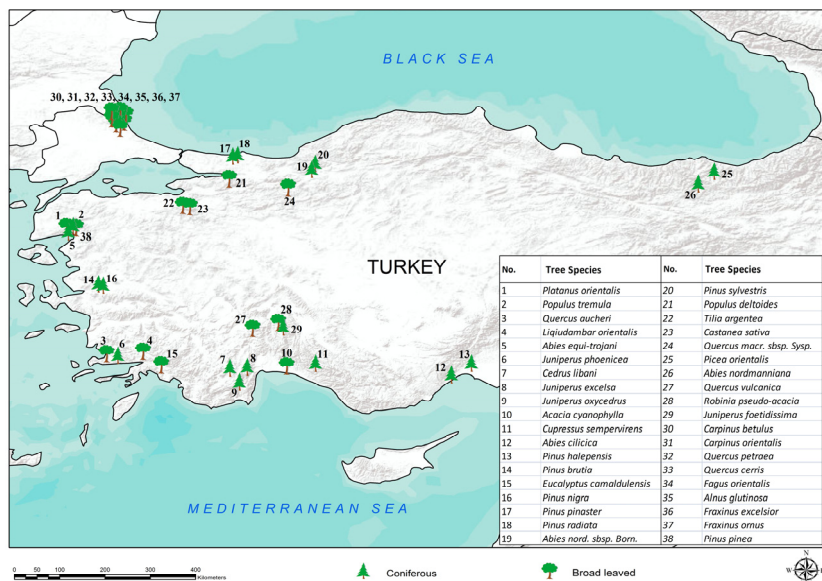 BLACK SEA
30, 31, 32, 33, 34, 35, 36, 37
17 18
20
19
21
24
22 23
25
26
1 2
38
5
14 16
TURKEY
28
27
29
3 6 4
15
7 8
9
10 11
12 13
MEDITERRANEAN SEA
No. Tree Species No. Tree Species
1 Platanus orientalis 20 Pinus sylvestris
2 Populus tremula 21 Populus deltoides
3 Quercus aucheri 22 Tilia argentea
4 Liqiudambar orientalis 23 Castanea sativa
5 Abies equi-trojani 24 Quercus macr. sbsp. Sysp.
6 Juniperus phoenicea 25 Picea orientalis
7 Cedrus libani 26 Abies nordmanniana
8 Juniperus excelsa 27 Quercus vulcanica
9 Juniperus oxycedrus 28 Robinia pseudo-acacia
10 Acacia cyanophylla 29 Juniperus foetidissima
11 Cupressus sempervirens 30 Carpinus betulus
12 Abies cilicica 31 Carpinus orientalis
13 Pinus halepensis 32 Quercus petraea
14 Pinus brutia 33 Quercus cerris
15 Eucalyptus camaldulensis 34 Fagus orientalis
16 Pinus nigra 35 Alnus glutinosa
17 Pinus pinaster 36 Fraxinus excelsior
18 Pinus radiata 37 Fraxinus ornus
19 Abies nord. sbsp. Born. 38 Pinus pinea
0 50 100 200 300 400
Kilometers
Coniferous
Broad leaved
N
W E